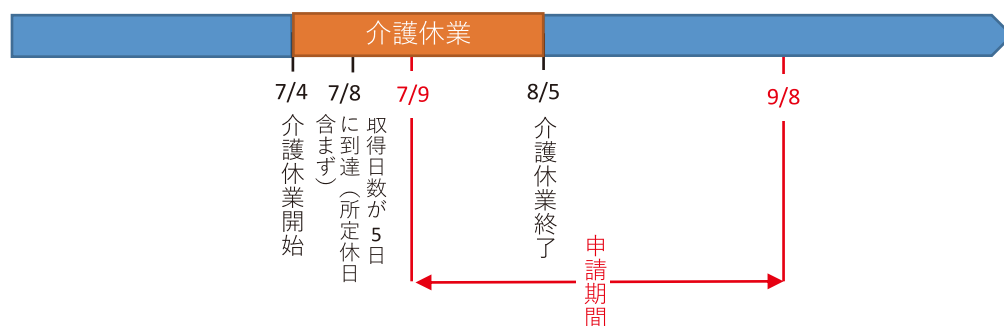 介護休業
7/4
7/8
7/9
8/5
9/8
介護休業開始
取得日数が5日
に到達（所定休日
含まず）
介護休業終了
申請期間